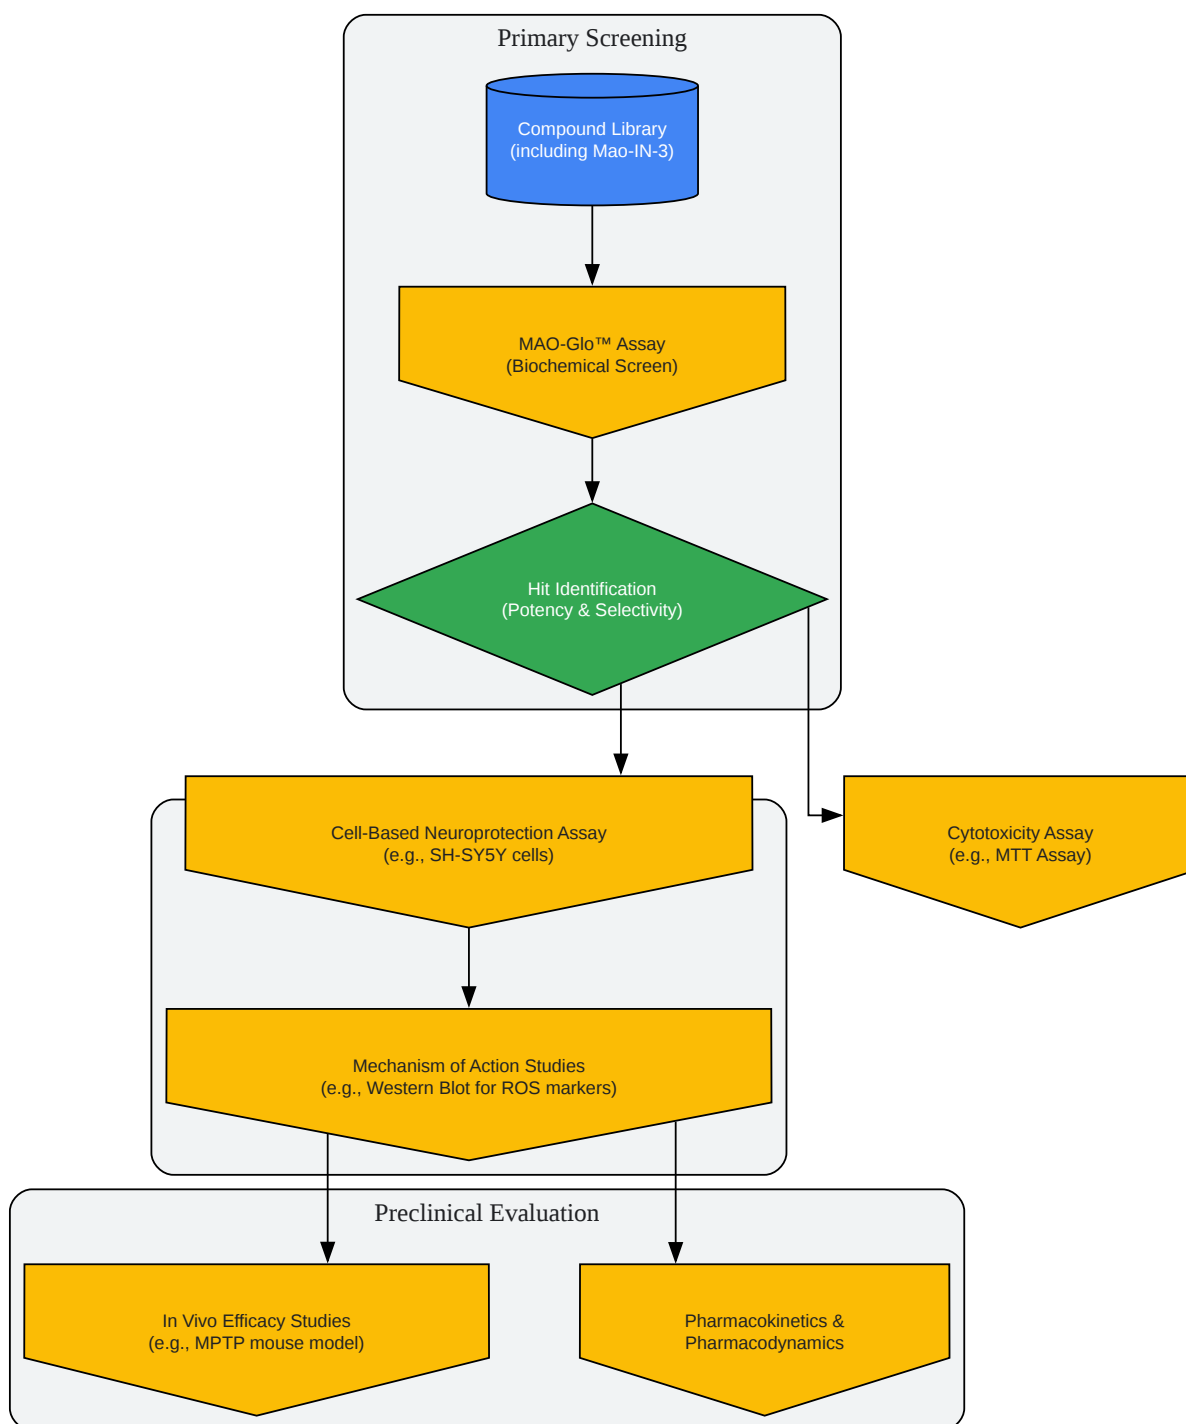 Primary Screening
Compound Library
(including Mao-IN-3)
MAO-Glo™ Assay
(Biochemical Screen)
Hit Identification
(Potency & Selectivity)
Cell-Based Neuroprotection Assay
(e.g., SH-SY5Y cells)
Cytotoxicity Assay
(e.g., MTT Assay)
Mechanism of Action Studies
(e.g., Western Blot for ROS markers)
Preclinical Evaluation
In Vivo Efficacy Studies
(e.g., MPTP mouse model)
Pharmacokinetics &
Pharmacodynamics